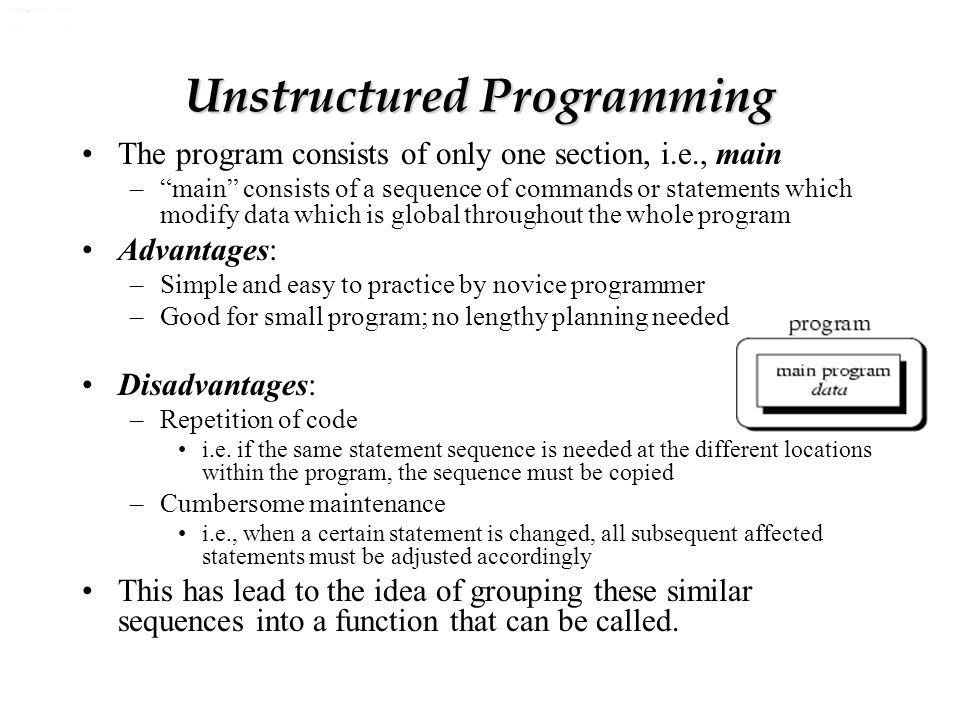 Unstructured Programming
• The program consists of only one section, i.e., main
– “main” consists of a sequence of commands or statements which
modify data which is global throughout the whole program
• Advantages:
– Simple and easy to practice by novice programmer
– Good for small program; no lengthy planning needed
program
main program
data
• Disadvantages:
– Repetition of code
• i.e. if the same statement sequence is needed at the different locations
within the program, the sequence must be copied
– Cumbersome maintenance
• i.e., when a certain statement is changed, all subsequent affected
statements must be adjusted accordingly
• This has lead to the idea of grouping these similar
sequences into a function that can be called.